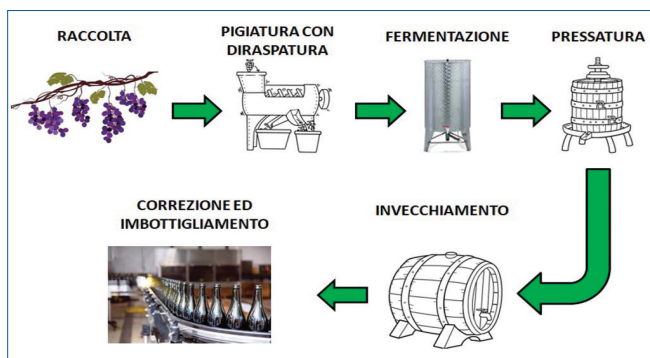 RACCOLTA
PIGIATURA CON
DIRASPATURA
FERMENTAZIONE
PRESSATURA
CORREZIONE ED
IMBOTTIGLIAMENTO
INVECCHIAMENTO